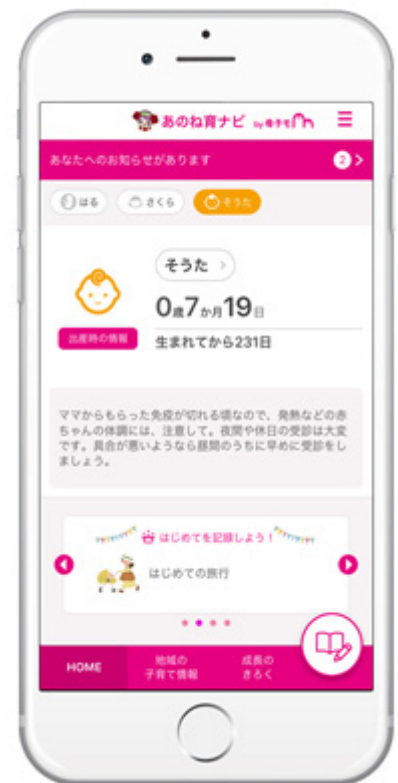 あのね育ナビ by母子モ
あなたへのお知らせがあります 2
はる さくら そうた
そうた
0歳7か月19日
出産時の情報
生まれてから231日
ママからもらった免疫が切れる頃なので、発熱などの赤
ちゃんの体調には、注意して。夜間や休日の受診は大変
です。具合が悪いようなら昼間のうちに早めに受診をし
ましょう。
はじめてを記録しよう！
はじめての旅行
HOME
地域の
子育て情報
成長の
きろく